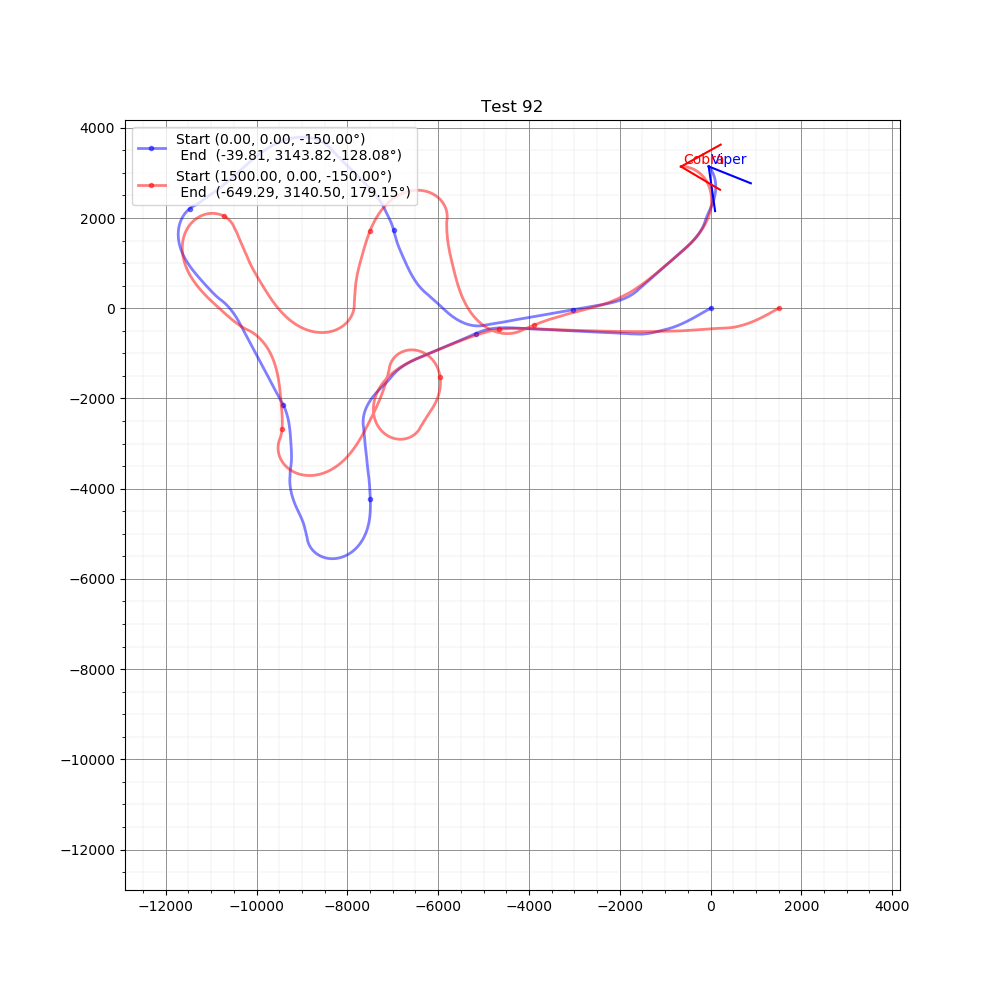 Test 92
Start (0.00, 0.00, -150.00°)
End (-39.81, 3143.82, 128.08°)
Start (1500.00, 0.00, -150.00°)
End (-649.29, 3140.50, 179.15°)
Cobra
Viper
4000
2000
0
−2000
−4000
−6000
−8000
−10000
−12000
−12000 −10000 −8000 −6000 −4000 −2000 0 2000 4000